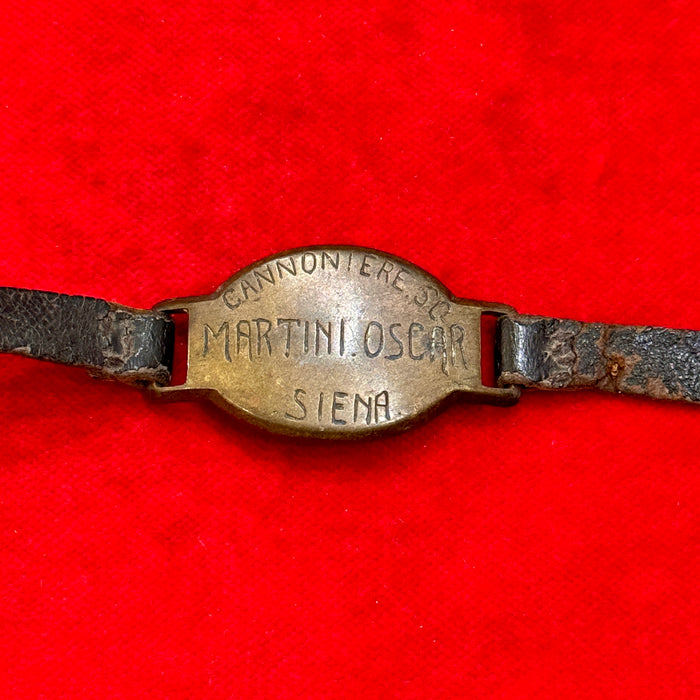 CANNONIERE. SC.
MARTINI. OSCAR
SIENA.